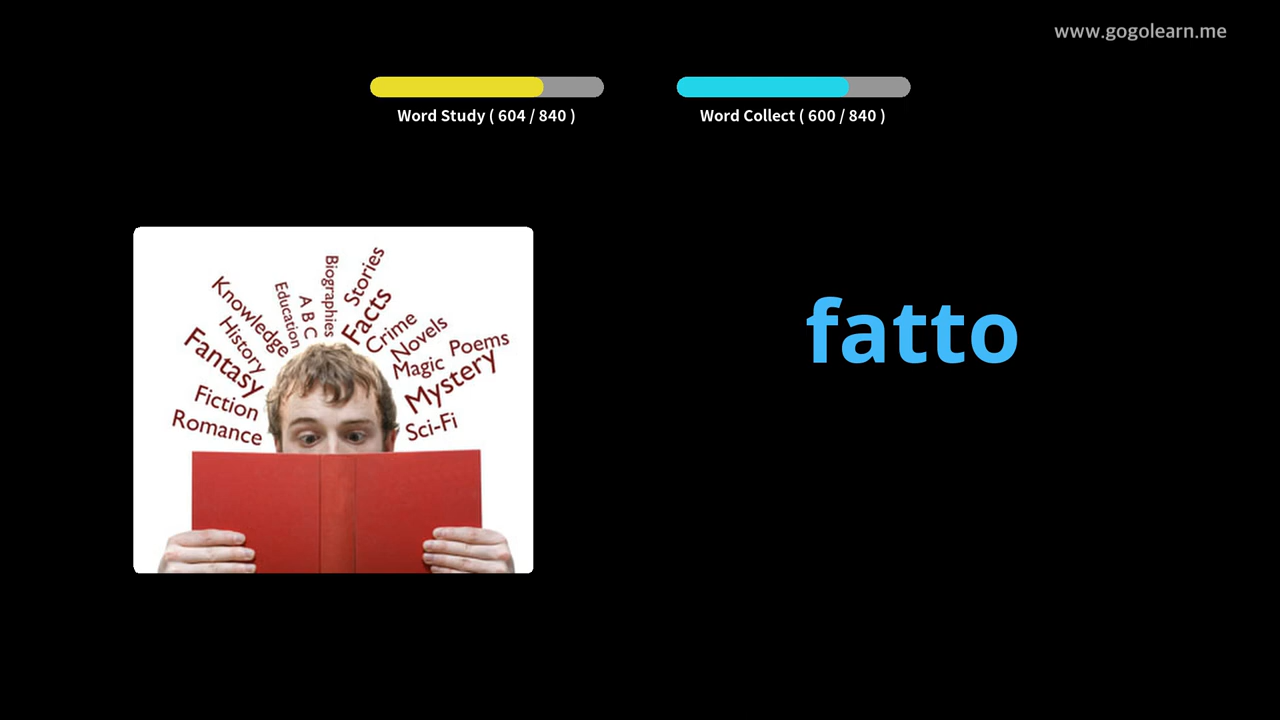 www.gogolearn.me
Word Study ( 604 / 840 )
Word Collect ( 600 / 840 )
Stories
Biographies
Facts
A B C
Education
Knowledge
Crime
History
Novels
Poems
Fantasy
Magic
Mystery
Fiction
Romance
Sci-Fi
fatto